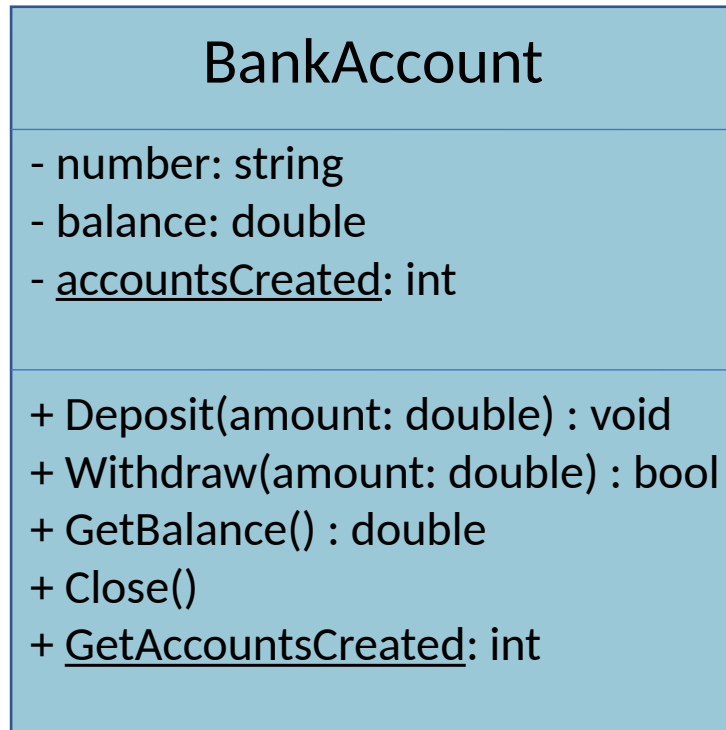 BankAccount
- number: string
- balance: double
- accountsCreated: int
+ Deposit(amount: double) : void
+ Withdraw(amount: double) : bool
+ GetBalance() : double
+ Close()
+ GetAccountsCreated: int